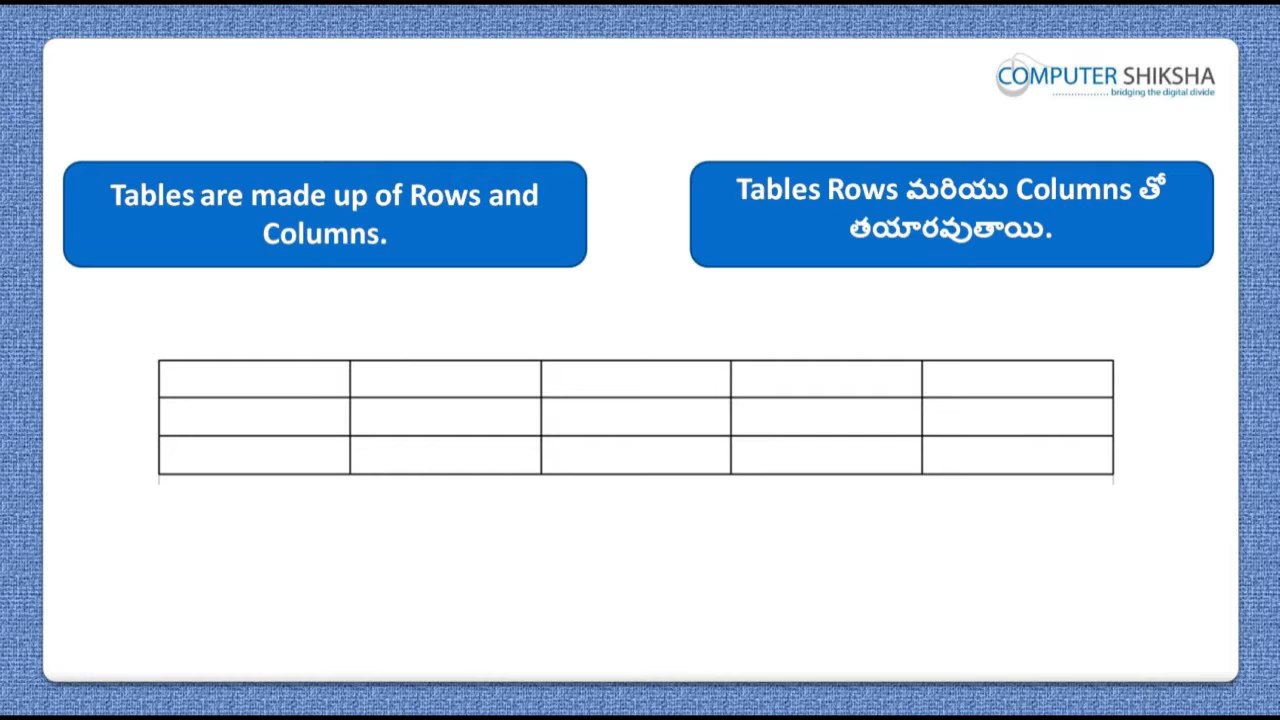 COMPUTER SHIKSHA
.................. bridging the digital divide
Tables are made up of Rows and
Columns.
Tables Rows మరియు Columns తో
తయారవుతాయి.